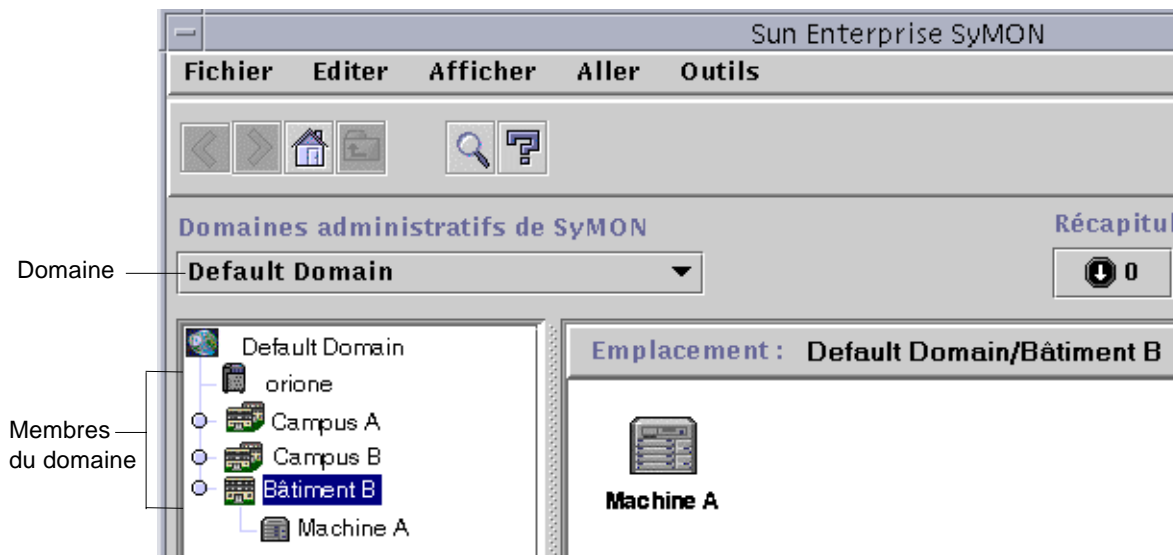 Sun Enterprise SyMON
Fichier Editer Afficher Aller Outils
Domaines administratifs de SyMON
Récapitul
Domaine
Default Domain
0
Default Domain
orione
Campus A
Campus B
Bâtiment B
Machine A
Membres
du domaine
Emplacement : Default Domain/Bâtiment B
Machine A